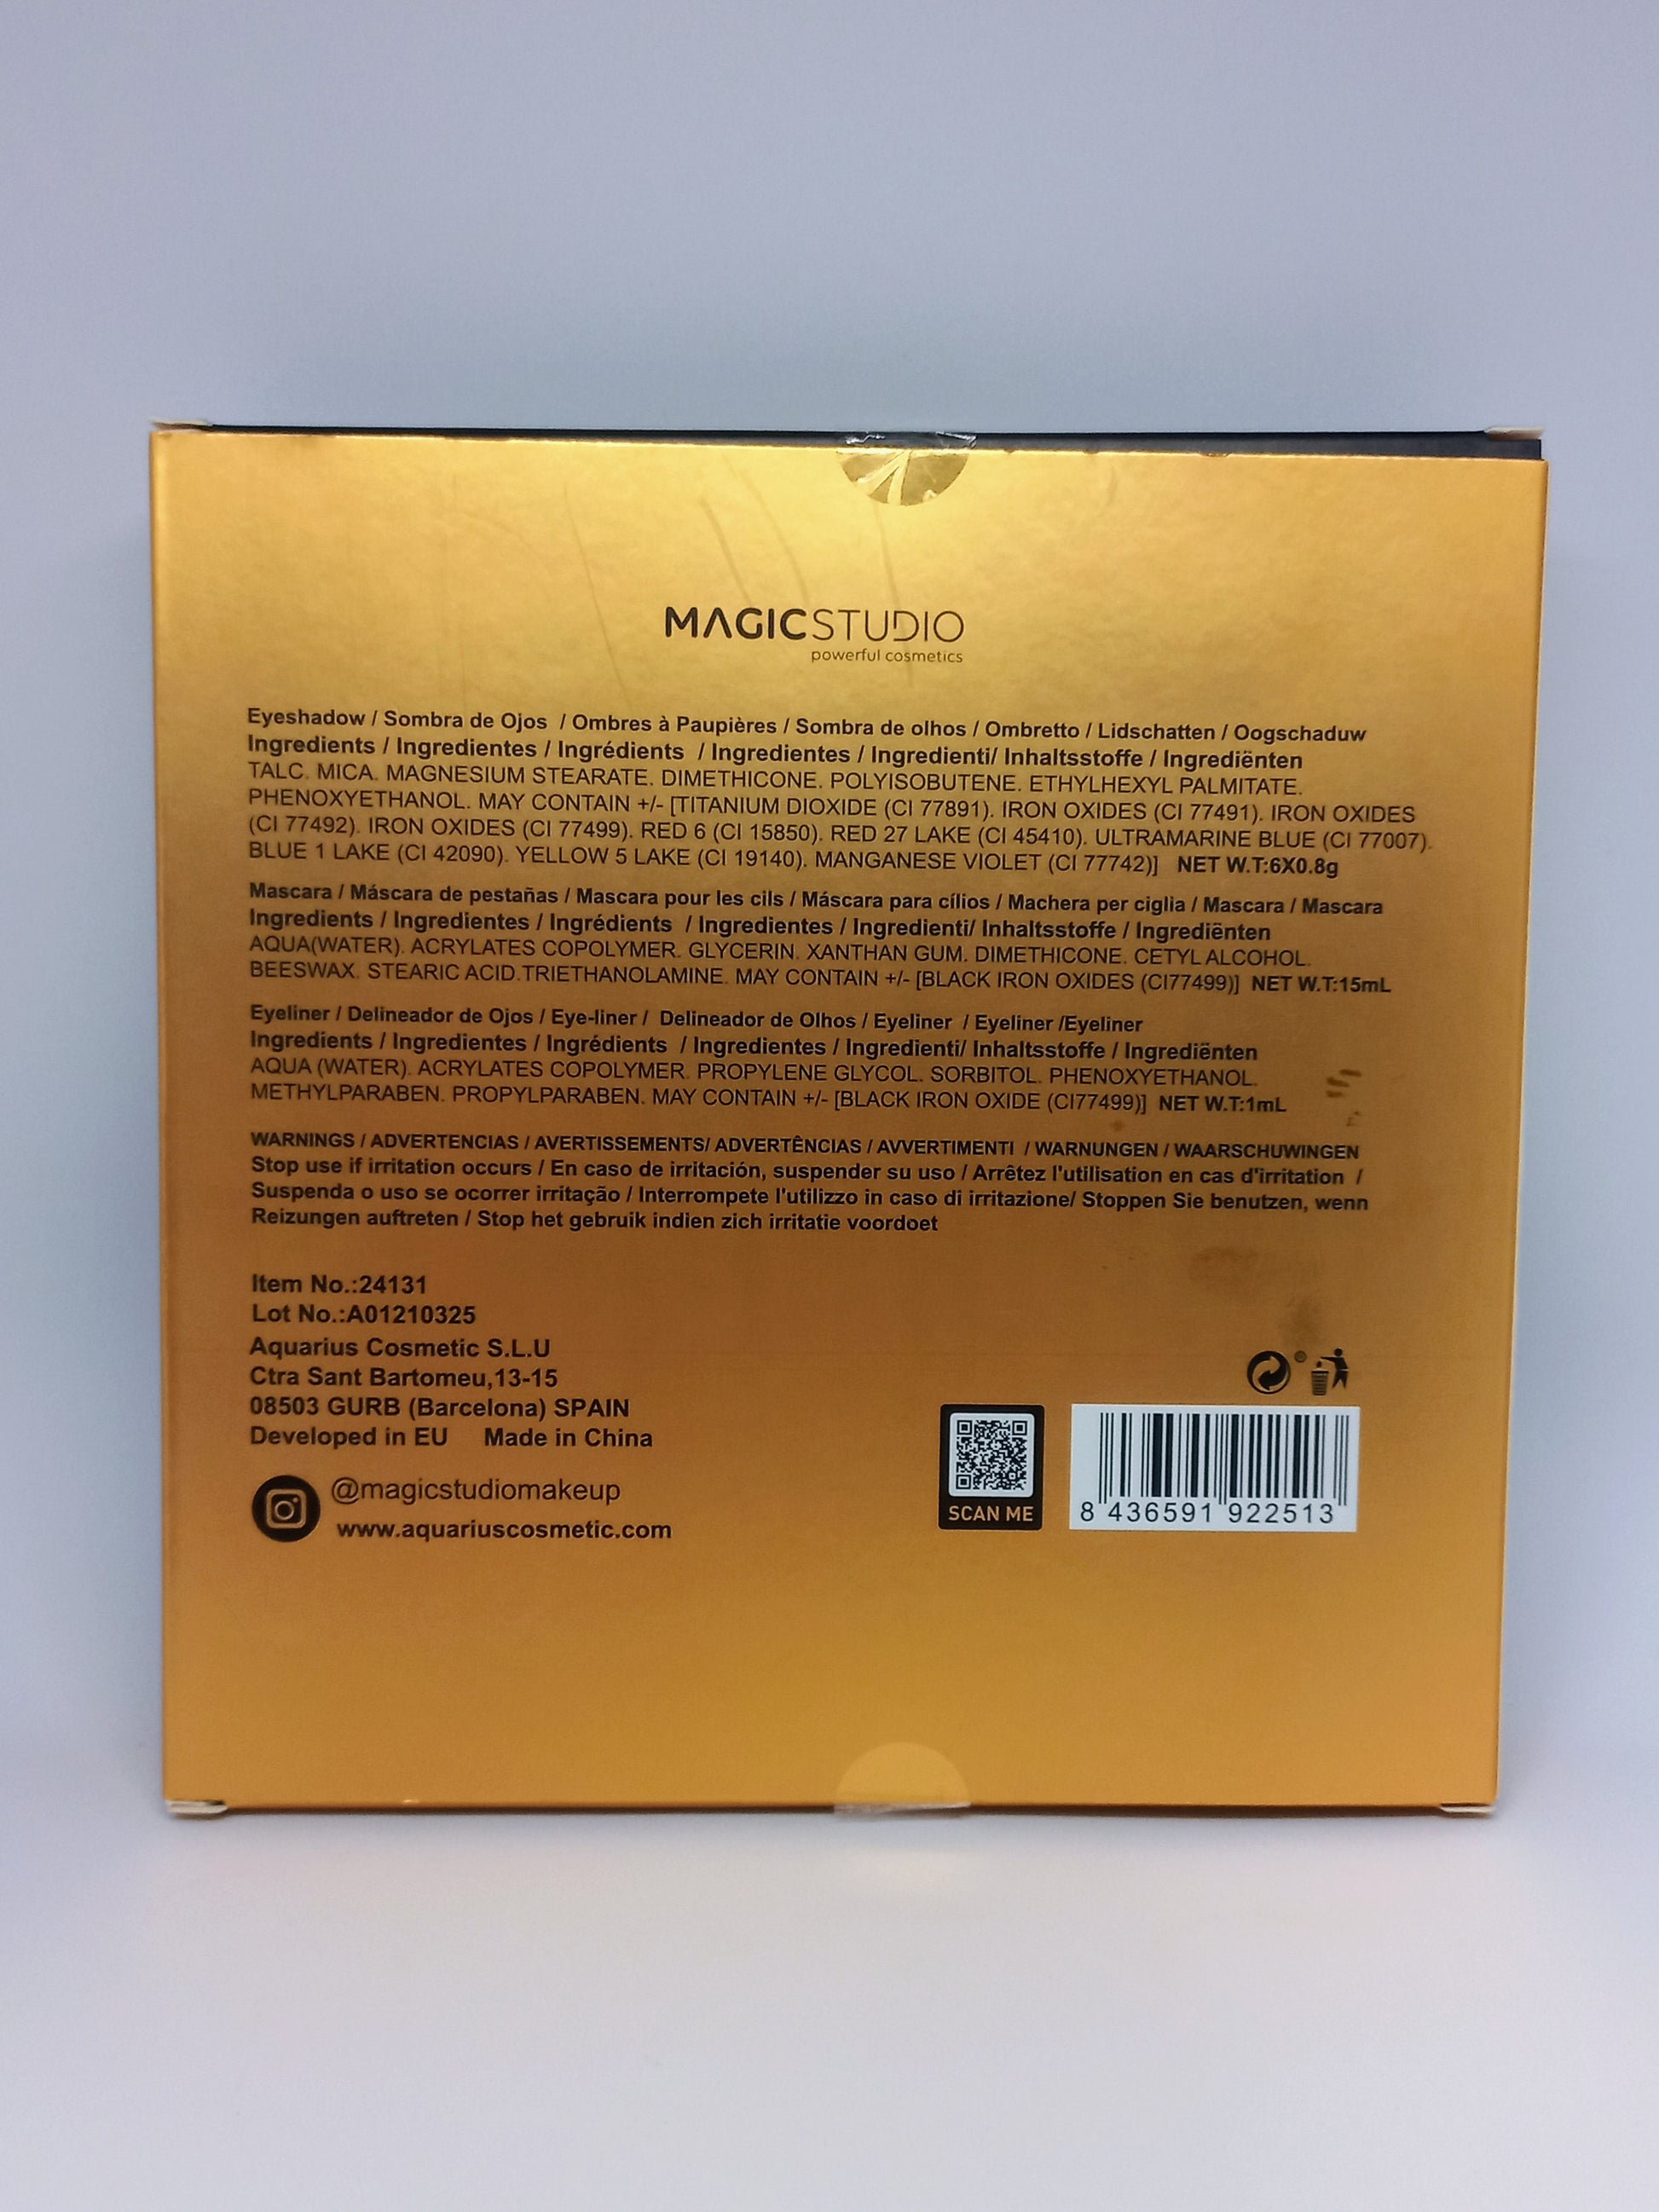 MAGICSTUDIO
powerful cosmetics
Eyeshadow / Sombra de Ojos / Ombres à Paupières / Sombra de olhos / Ombretto / Lidschatten / Oogschaduw
Ingredients / Ingredientes / Ingrédients / Ingredientes / Ingredienti/ Inhaltsstoffe / Ingrediënten
TALC. MICA. MAGNESIUM STEARATE. DIMETHICONE. POLYISOBUTENE. ETHYLHEXYL PALMITATE.
PHENOXYETHANOL. MAY CONTAIN +/- [TITANIUM DIOXIDE (CI 77891). IRON OXIDES (CI 77491). IRON OXIDES
(CI 77492). IRON OXIDES (CI 77499). RED 6 (CI 15850). RED 27 LAKE (CI 45410). ULTRAMARINE BLUE (CI 77007).
BLUE 1 LAKE (CI 42090). YELLOW 5 LAKE (CI 19140). MANGANESE VIOLET (CI 77742)] NET W.T:6X0.8g
Mascara / Máscara de pestañas / Mascara pour les cils / Máscara para cílios / Machera per ciglia / Mascara / Mascara
Ingredients / Ingredientes / Ingrédients / Ingredientes / Ingredienti/ Inhaltsstoffe / Ingrediënten
AQUA(WATER). ACRYLATES COPOLYMER. GLYCERIN. XANTHAN GUM. DIMETHICONE. CETYL ALCOHOL.
BEESWAX. STEARIC ACID.TRIETHANOLAMINE. MAY CONTAIN +/- [BLACK IRON OXIDES (CI77499)] NET W.T:15mL
Eyeliner / Delineador de Ojos / Eye-liner / Delineador de Olhos / Eyeliner / Eyeliner /Eyeliner
Ingredients / Ingredientes / Ingrédients / Ingredientes / Ingredienti/ Inhaltsstoffe / Ingrediënten
AQUA (WATER). ACRYLATES COPOLYMER. PROPYLENE GLYCOL. SORBITOL. PHENOXYETHANOL.
METHYLPARABEN. PROPYLPARABEN. MAY CONTAIN +/- [BLACK IRON OXIDE (CI77499)] NET W.T:1mL
WARNINGS / ADVERTENCIAS / AVERTISSEMENTS/ ADVERTÊNCIAS / AVVERTIMENTI / WARNUNGEN / WAARSCHUWINGEN
Stop use if irritation occurs / En caso de irritación, suspender su uso / Arrêtez l'utilisation en cas d'irritation /
Suspenda o uso se ocorrer irritação / Interrompete l'utilizzo in caso di irritazione/ Stoppen Sie benutzen, wenn
Reizungen auftreten / Stop het gebruik indien zich irritatie voordoet
Item No.:24131
Lot No.:A01210325
Aquarius Cosmetic S.L.U
Ctra Sant Bartomeu,13-15
08503 GURB (Barcelona) SPAIN
Developed in EU Made in China
@magicstudiomakeup
www.aquariuscosmetic.com
SCAN ME
8 436591 922513